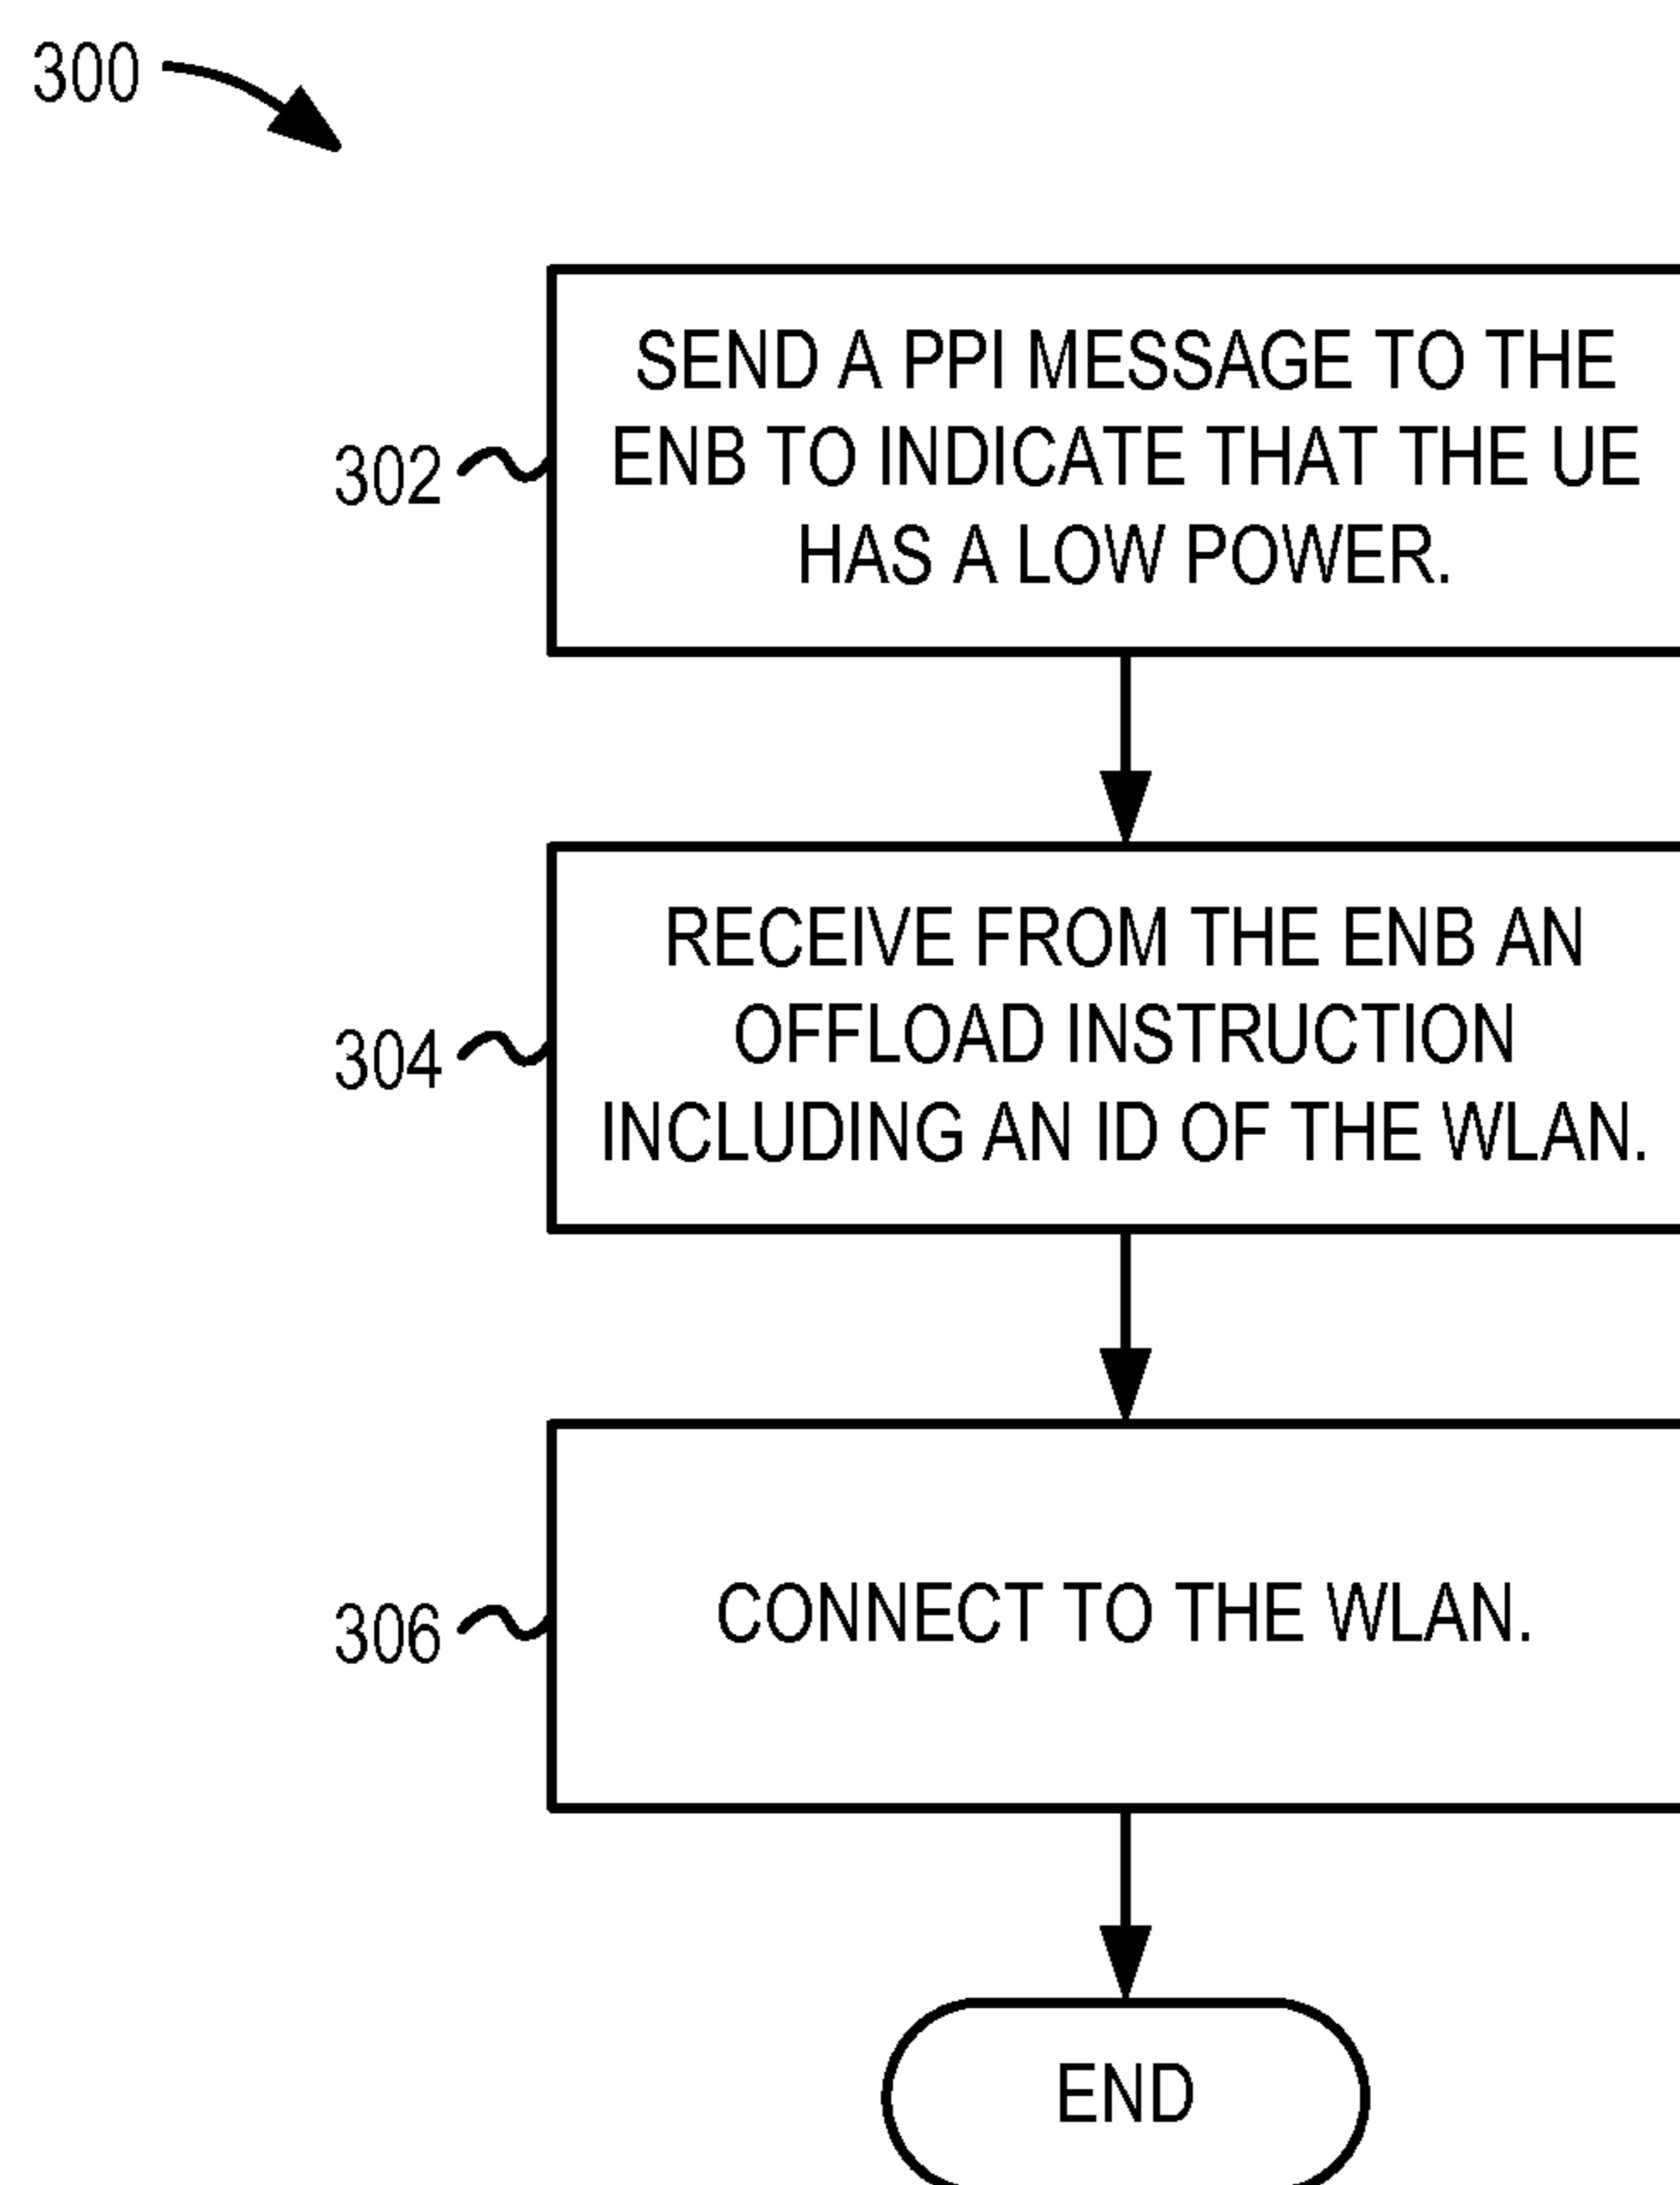 300
SEND A PPI MESSAGE TO THE
ENB TO INDICATE THAT THE UE
HAS A LOW POWER.
302
RECEIVE FROM THE ENB AN
OFFLOAD INSTRUCTION
INCLUDING AN ID OF THE WLAN.
304
CONNECT TO THE WLAN.
306
END